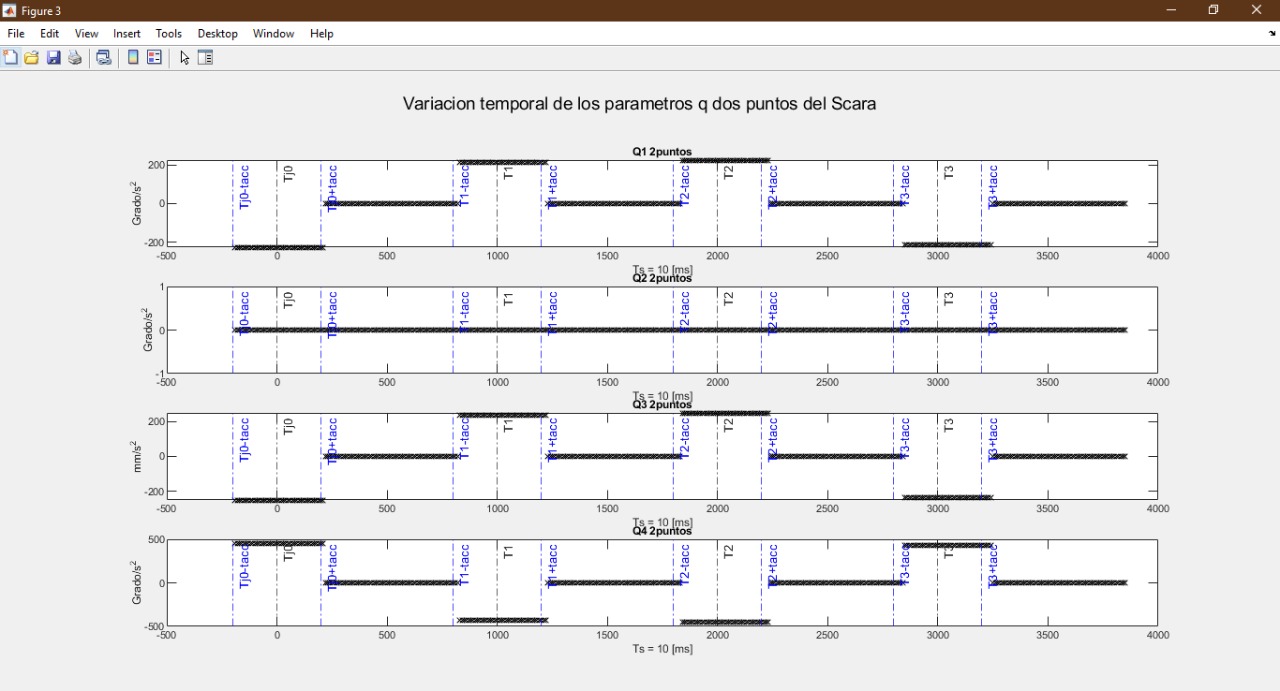 Figure 3
File Edit View Insert Tools Desktop Window Help
Variacion temporal de los parametros q dos puntos del Scara
Q1 2puntos
Grado/s²
200
0
-200
Tj0-tacc Tj0 Tj0+tacc T1-tacc T1 T1+tacc T2-tacc T2 T2+tacc T3-tacc T3 T3+tacc
-500 0 500 1000 1500 2000 2500 3000 3500 4000
Ts = 10 [ms]
Q2 2puntos
Grado/s²
1
0
-1
Tj0-tacc Tj0 Tj0+tacc T1-tacc T1 T1+tacc T2-tacc T2 T2+tacc T3-tacc T3 T3+tacc
-500 0 500 1000 1500 2000 2500 3000 3500 4000
Ts = 10 [ms]
Q3 2puntos
mm/s²
200
0
-200
Tj0-tacc Tj0 Tj0+tacc T1-tacc T1 T1+tacc T2-tacc T2 T2+tacc T3-tacc T3 T3+tacc
-500 0 500 1000 1500 2000 2500 3000 3500 4000
Ts = 10 [ms]
Q4 2puntos
Grado/s²
500
0
-500
Tj0-tacc Tj0 Tj0+tacc T1-tacc T1 T1+tacc T2-tacc T2 T2+tacc T3-tacc T3 T3+tacc
-500 0 500 1000 1500 2000 2500 3000 3500 4000
Ts = 10 [ms]